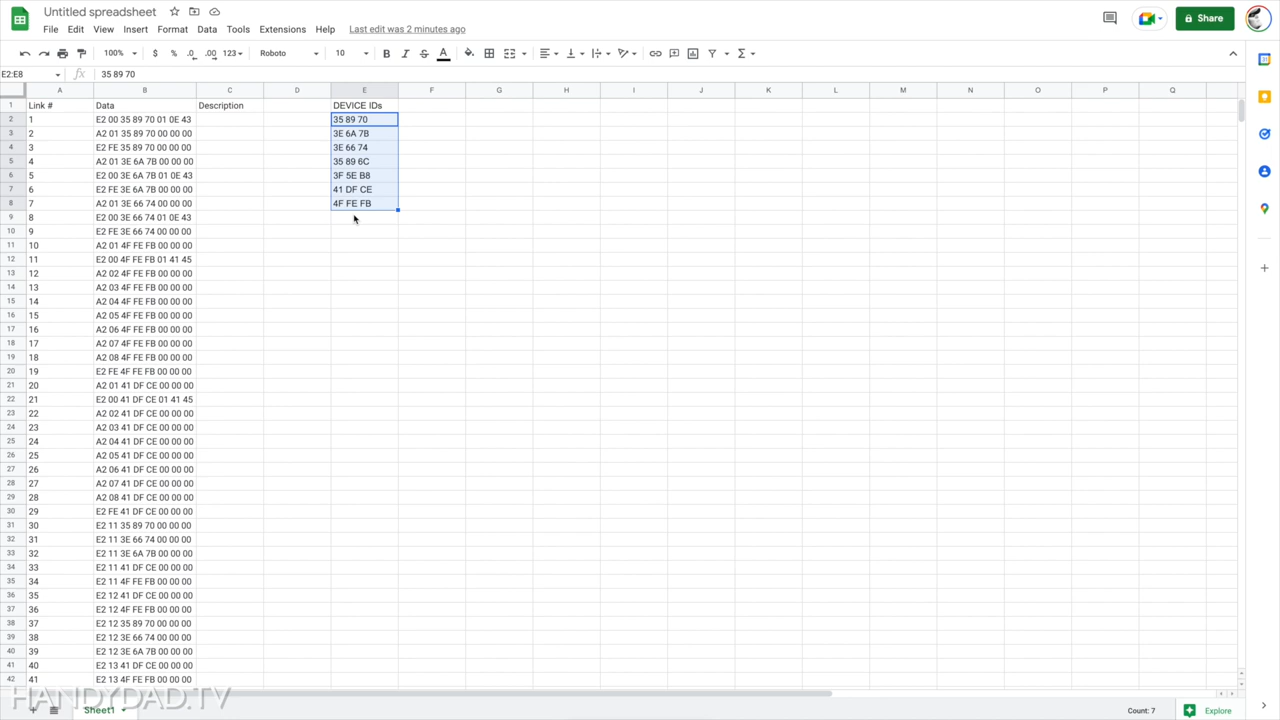 Untitled spreadsheet
File Edit View Insert Format Data Tools Extensions Help Last edit was 2 minutes ago
Share
100% $ % .0 .00 123 Roboto 10 B I S A
E2:E8 fx 35 89 70
A B C D E F G H I J K L M N O P Q
1 Link # Data Description DEVICE IDs
2 1 E2 00 35 89 70 01 0E 43 35 89 70
3 2 A2 01 35 89 70 00 00 00 3E 6A 7B
4 3 E2 FE 35 89 70 00 00 00 3E 66 74
5 4 A2 01 3E 6A 7B 00 00 00 35 89 6C
6 5 E2 00 3E 6A 7B 01 0E 43 3F 5E B8
7 6 E2 FE 3E 6A 7B 00 00 00 41 DF CE
8 7 A2 01 3E 66 74 00 00 00 4F FE FB
9 8 E2 00 3E 66 74 01 0E 43
10 9 E2 FE 3E 66 74 00 00 00
11 10 A2 01 4F FE FB 00 00 00
12 11 E2 00 4F FE FB 01 41 45
13 12 A2 02 4F FE FB 00 00 00
14 13 A2 03 4F FE FB 00 00 00
15 14 A2 04 4F FE FB 00 00 00
16 15 A2 05 4F FE FB 00 00 00
17 16 A2 06 4F FE FB 00 00 00
18 17 A2 07 4F FE FB 00 00 00
19 18 A2 08 4F FE FB 00 00 00
20 19 E2 FE 4F FE FB 00 00 00
21 20 A2 01 41 DF CE 00 00 00
22 21 E2 00 41 DF CE 01 41 45
23 22 A2 02 41 DF CE 00 00 00
24 23 A2 03 41 DF CE 00 00 00
25 24 A2 04 41 DF CE 00 00 00
26 25 A2 05 41 DF CE 00 00 00
27 26 A2 06 41 DF CE 00 00 00
28 27 A2 07 41 DF CE 00 00 00
29 28 A2 08 41 DF CE 00 00 00
30 29 E2 FE 41 DF CE 00 00 00
31 30 E2 11 35 89 70 00 00 00
32 31 E2 11 3E 66 74 00 00 00
33 32 E2 11 3E 6A 7B 00 00 00
34 33 E2 11 41 DF CE 00 00 00
35 34 E2 11 4F FE FB 00 00 00
36 35 E2 12 41 DF CE 00 00 00
37 36 E2 12 4F FE FB 00 00 00
38 37 E2 12 35 89 70 00 00 00
39 38 E2 12 3E 66 74 00 00 00
40 39 E2 12 3E 6A 7B 00 00 00
41 40 E2 13 41 DF CE 00 00 00
42 41 E2 13 4F FE FB 00 00 00
HANDYDAD.TV
Sheet1 Count: 7 Explore